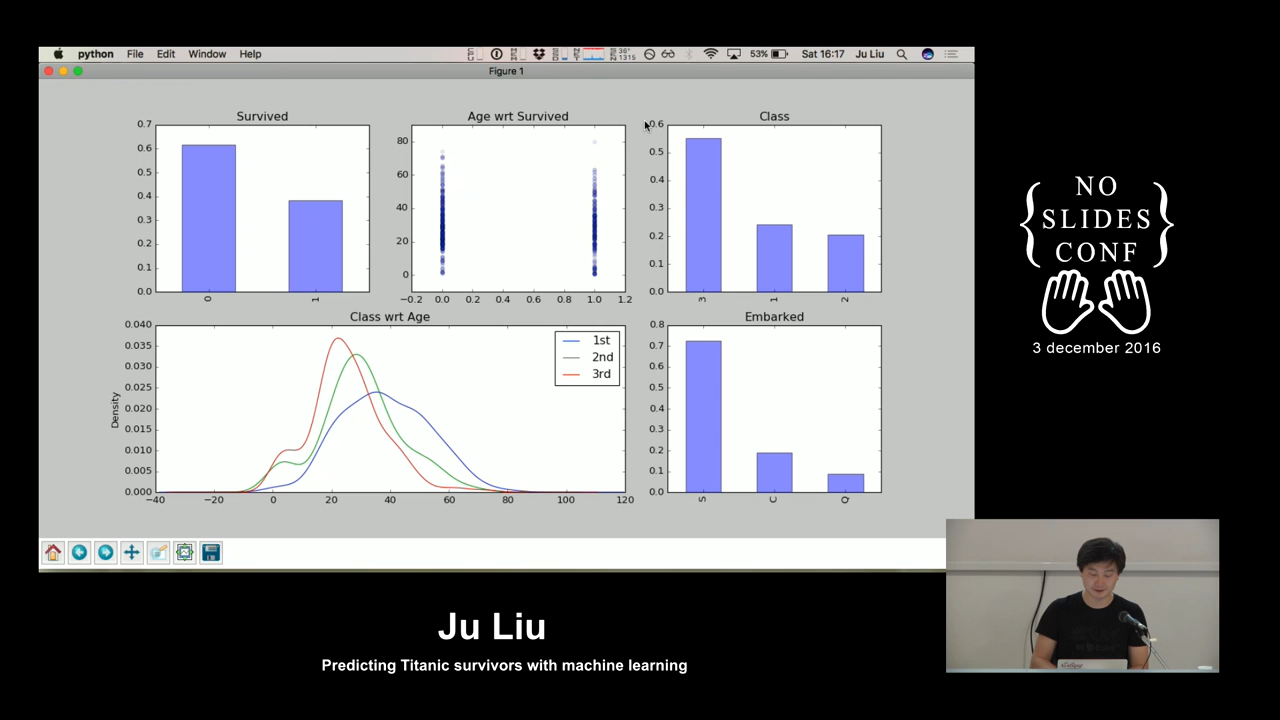 python File Edit Window Help 53% Sat 16:17 Ju Liu
Figure 1
Survived
0.7
0.6
0.5
0.4
0.3
0.2
0.1
0.0
0 1
Age wrt Survived
80
60
40
20
0
−0.2 0.0 0.2 0.4 0.6 0.8 1.0 1.2
Class
0.6
0.5
0.4
0.3
0.2
0.1
0.0
3 1 2
Class wrt Age
Density
0.040
0.035
0.030
0.025
0.020
0.015
0.010
0.005
0.000
−40 −20 0 20 40 60 80 100 120
1st
2nd
3rd
Embarked
0.8
0.7
0.6
0.5
0.4
0.3
0.2
0.1
0.0
S C Q
NO
SLIDES
CONF
3 december 2016
Ju Liu
Predicting Titanic survivors with machine learning